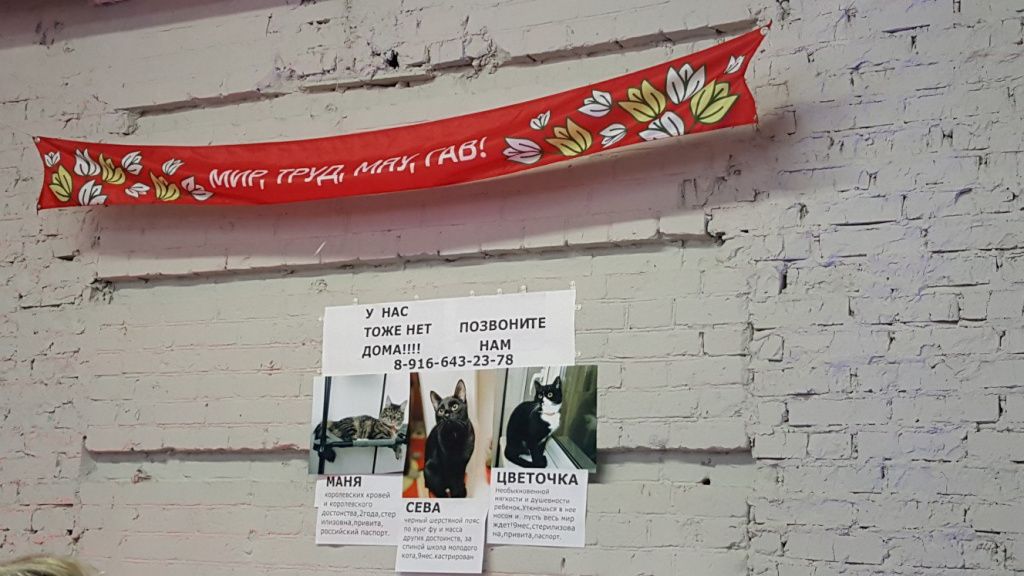 МИР, ТРУД, МАУ, ГАВ!
У НАС
ТОЖЕ НЕТ
ДОМА!!!!
ПОЗВОНИТЕ
НАМ
8-916-643-23-78
МАНЯ
королевских кровей
и королевского
достонства,2года,стер
илизовна,привита,
российский паспорт.
СЕВА
черный шерстяной пояс
по кунг фу и масса
других достоинств, за
спиной школа молодого
кота,9мес.кастрирован
ЦВЕТОЧКА
Необыкновенной
мягкости и душевности
ребенок.Уткнешься в нее
носом и пусть весь мир
ждет!9мес,стерилизова
на,привита,паспорт.